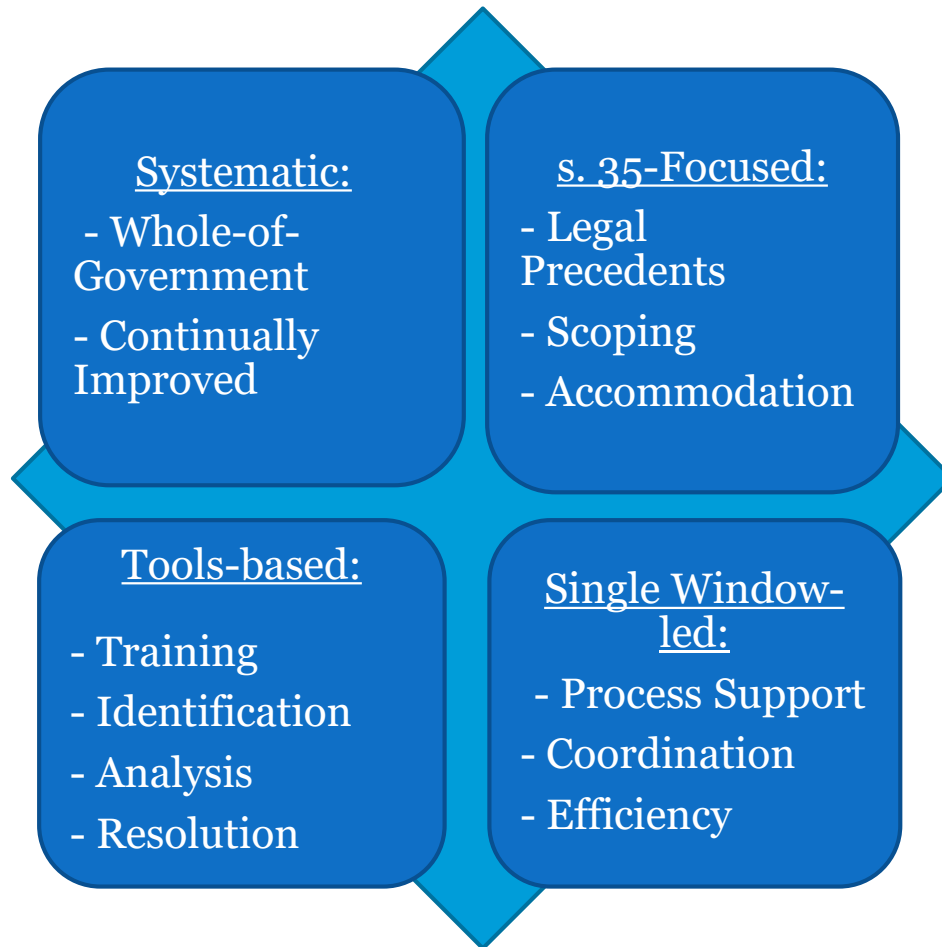 Systematic:
- Whole-of-
Government
- Continually
Improved
s. 35-Focused:
- Legal
Precedents
- Scoping
- Accommodation
Tools-based:
- Training
- Identification
- Analysis
- Resolution
Single Window-
led:
- Process Support
- Coordination
- Efficiency